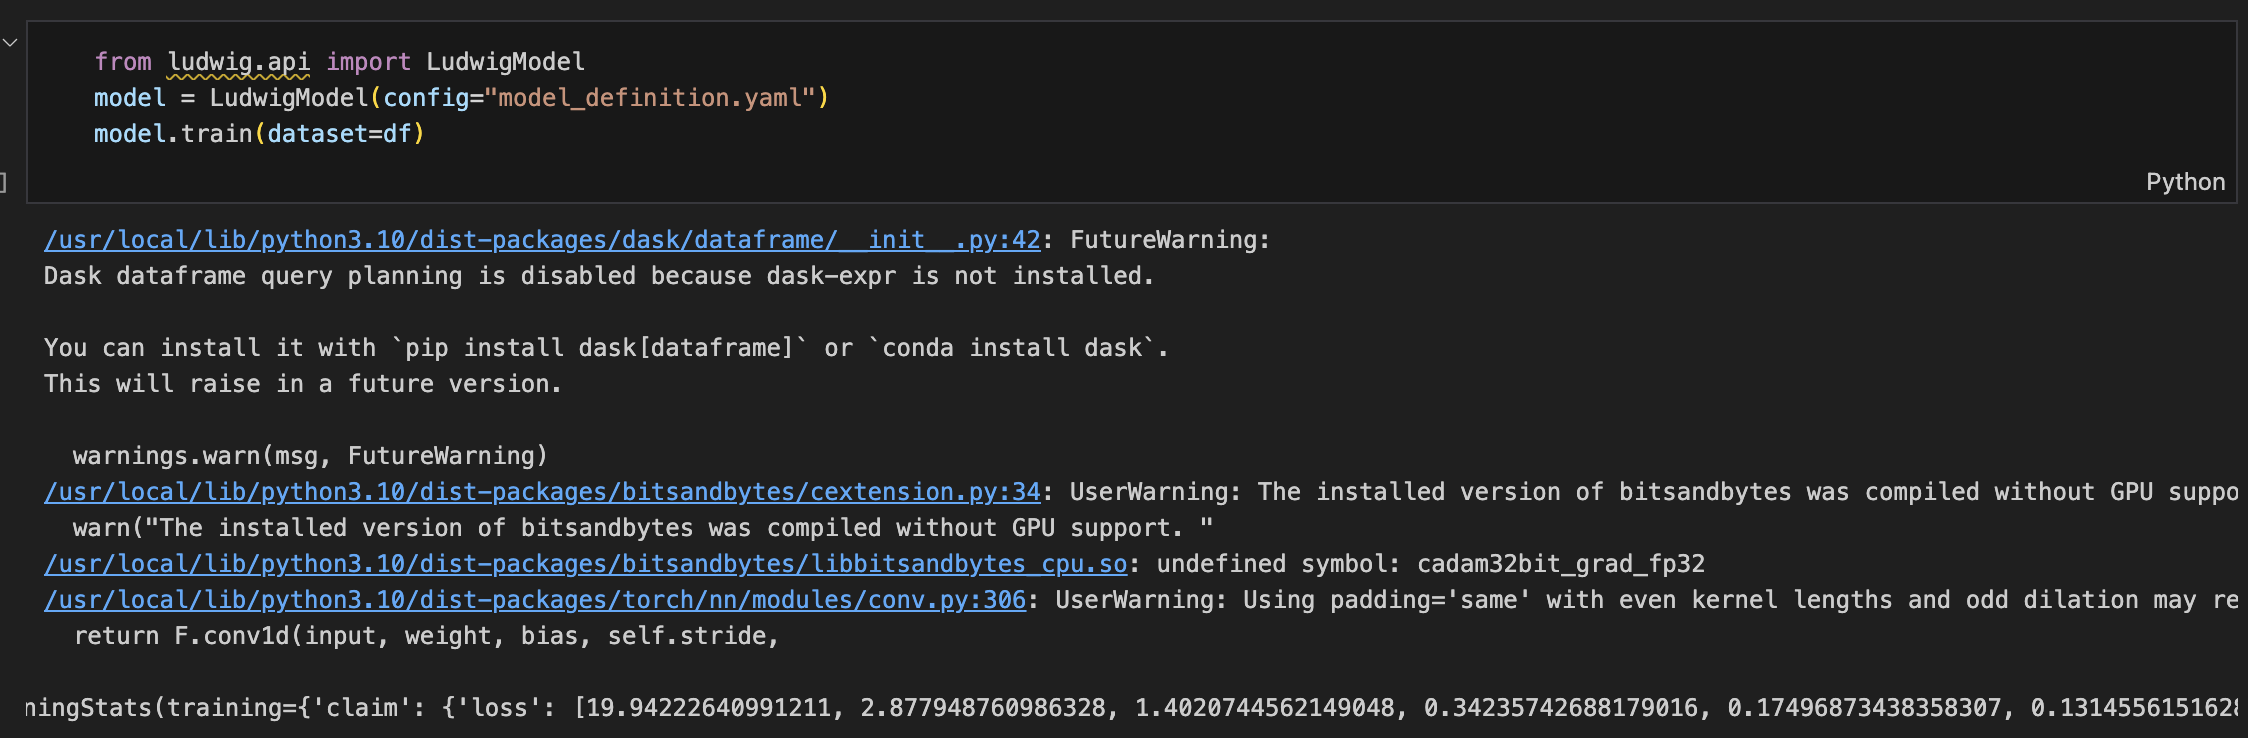 from ludwig.api import LudwigModel
model = LudwigModel(config="model_definition.yaml")
model.train(dataset=df)
]
Python
/usr/local/lib/python3.10/dist-packages/dask/dataframe/__init__.py:42: FutureWarning:
Dask dataframe query planning is disabled because dask-expr is not installed.
You can install it with `pip install dask[dataframe]` or `conda install dask`.
This will raise in a future version.
warnings.warn(msg, FutureWarning)
/usr/local/lib/python3.10/dist-packages/bitsandbytes/cextension.py:34: UserWarning: The installed version of bitsandbytes was compiled without GPU suppo
warn("The installed version of bitsandbytes was compiled without GPU support. "
/usr/local/lib/python3.10/dist-packages/bitsandbytes/libbitsandbytes_cpu.so: undefined symbol: cadam32bit_grad_fp32
/usr/local/lib/python3.10/dist-packages/torch/nn/modules/conv.py:306: UserWarning: Using padding='same' with even kernel lengths and odd dilation may re
return F.conv1d(input, weight, bias, self.stride,
ningStats(training={'claim': {'loss': [19.94222640991211, 2.877948760986328, 1.4020744562149048, 0.34235742688179016, 0.17496873438358307, 0.1314556151628